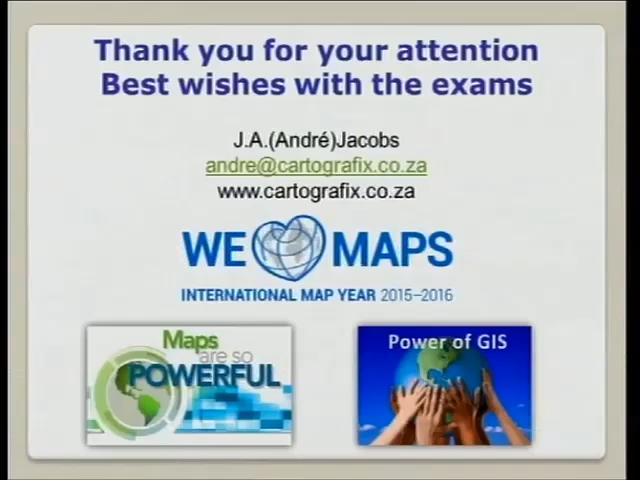 Thank you for your attention
Best wishes with the exams
J.A.(André)Jacobs
andre@cartografix.co.za
www.cartografix.co.za
WE MAPS
INTERNATIONAL MAP YEAR 2015–2016
Maps
are so
POWERFUL
Power of GIS